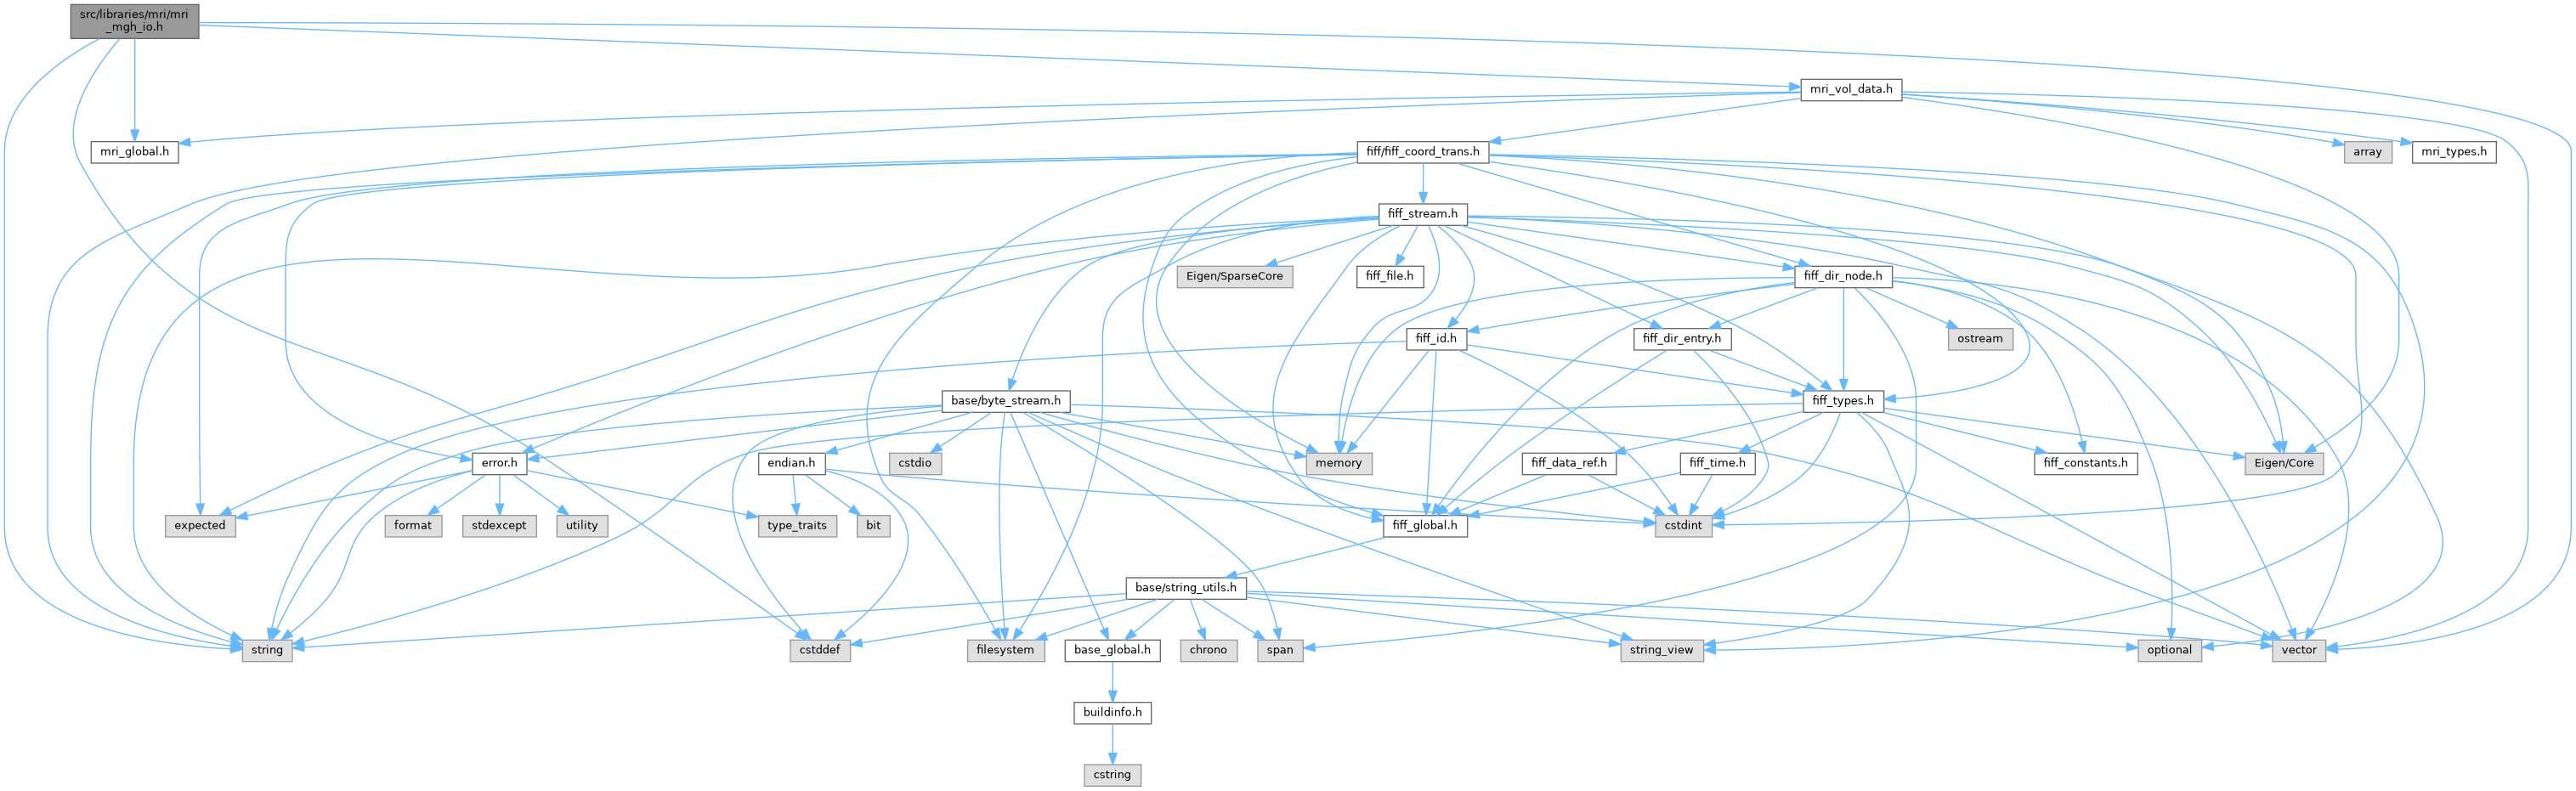 src/libraries/mri/mri
_mgh_io.h
mri_vol_data.h
mri_global.h
fiff/fiff_coord_trans.h
array
mri_types.h
fiff_stream.h
Eigen/SparseCore
fiff_file.h
fiff_dir_node.h
fiff_id.h
fiff_dir_entry.h
ostream
base/byte_stream.h
fiff_types.h
error.h
endian.h
cstdio
memory
fiff_data_ref.h
fiff_time.h
fiff_constants.h
Eigen/Core
expected
format
stdexcept
utility
type_traits
bit
fiff_global.h
cstdint
base/string_utils.h
string
cstddef
filesystem
base_global.h
chrono
span
string_view
optional
vector
buildinfo.h
cstring